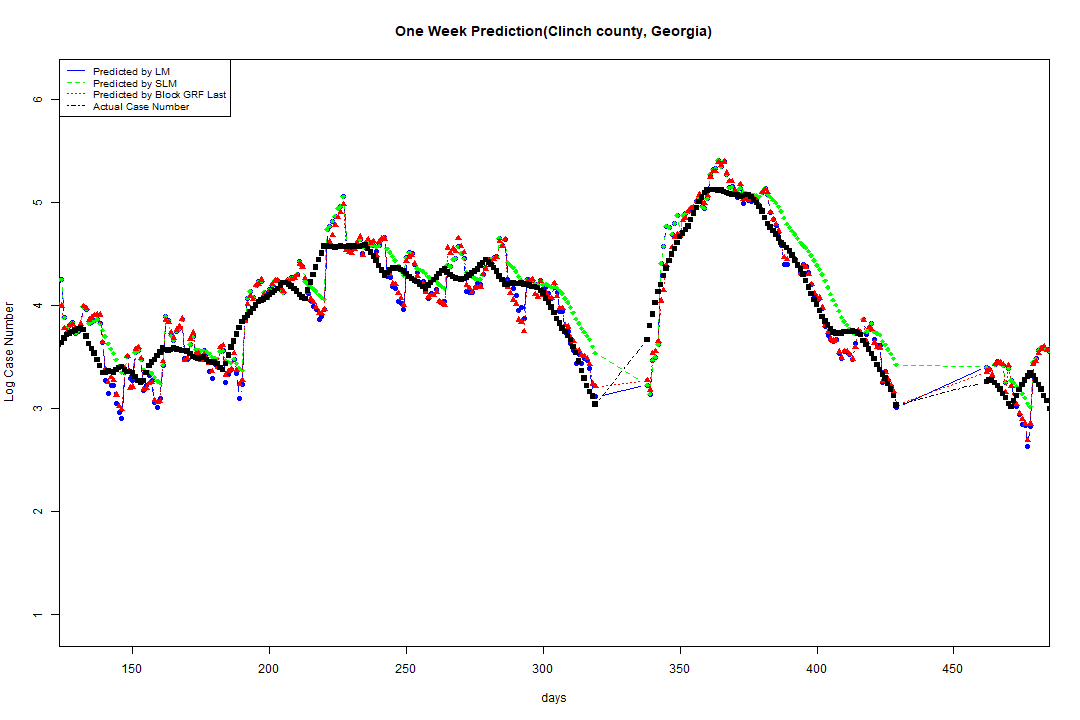 One Week Prediction(Clinch county, Georgia)
Predicted by LM
Predicted by SLM
Predicted by Block GRF Last
Actual Case Number
6
5
4
3
2
1
Log Case Number
150 200 250 300 350 400 450
days